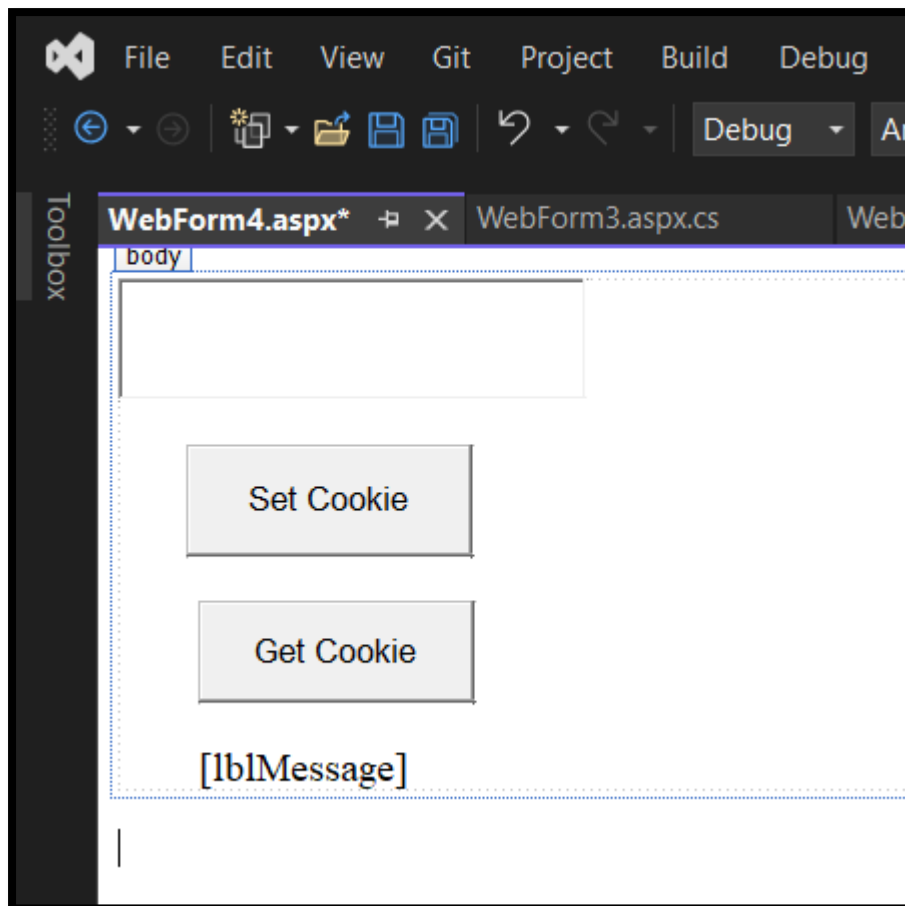 File Edit View Git Project Build Debug
Debug
Toolbox
WebForm4.aspx* WebForm3.aspx.cs Web
body
Set Cookie
Get Cookie
[lblMessage]